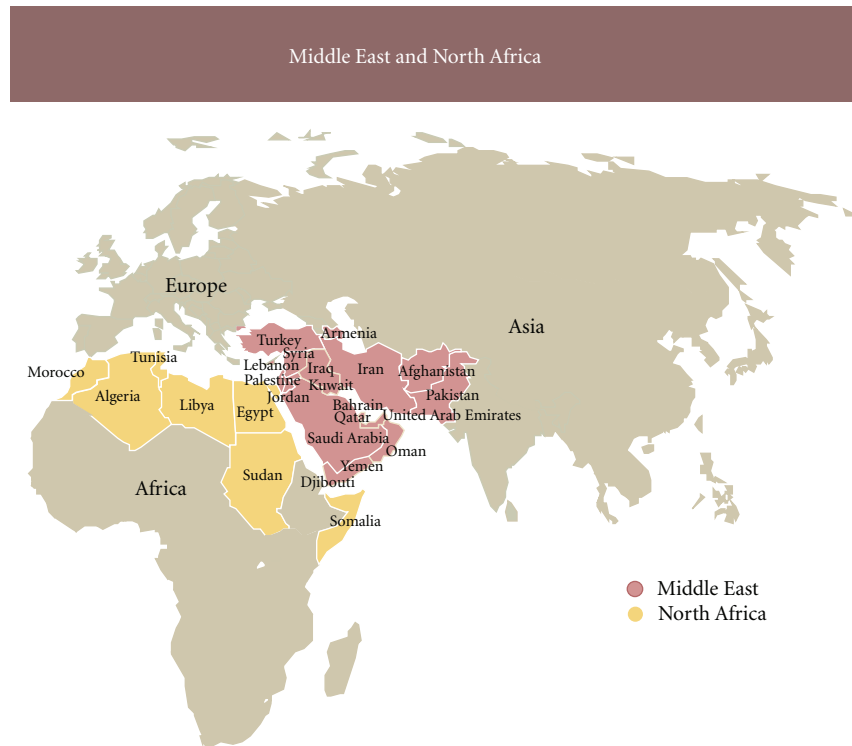 Middle East and North Africa
Europe
Asia
Armenia
Turkey
Syria
Tunisia
Lebanon
Iraq
Iran
Afghanistan
Morocco
Palestine
Kuwait
Algeria
Jordan
Pakistan
Libya
Egypt
Bahrain
Qatar
United Arab Emirates
Saudi Arabia
Oman
Yemen
Sudan
Djibouti
Africa
Somalia
Middle East
North Africa